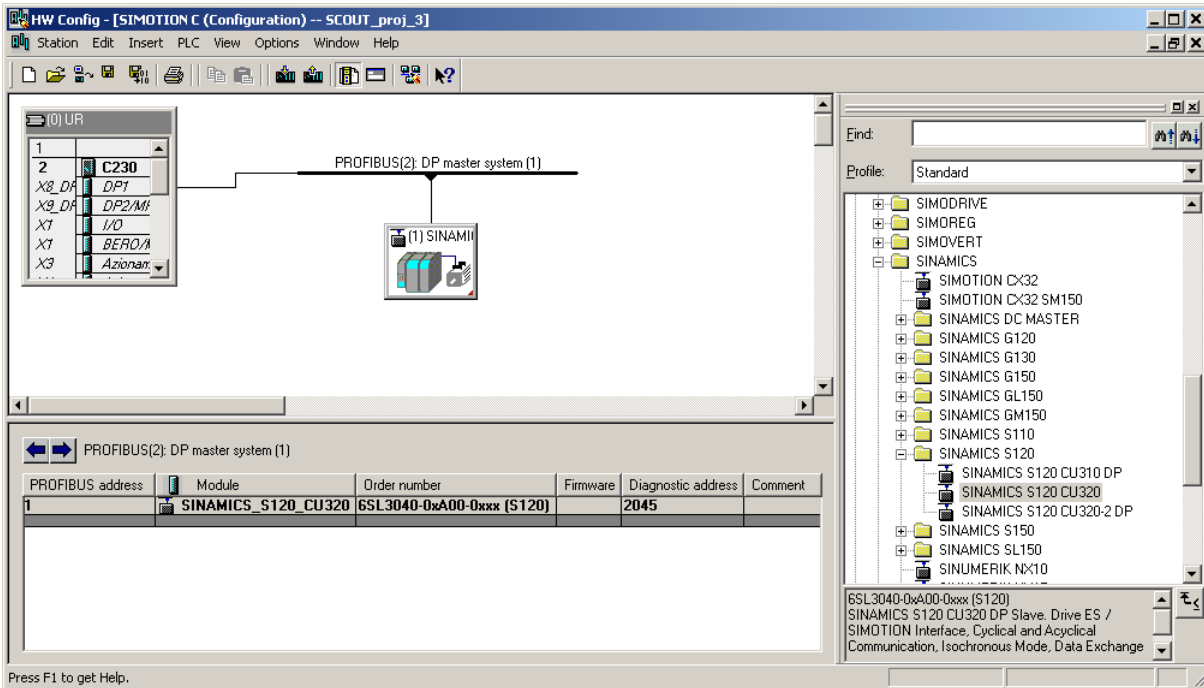 HW Config - [SIMOTION C (Configuration) -- SCOUT_proj_3]
Station Edit Insert PLC View Options Window Help
(0) UR
1
2 C230
X8_DP DP1
X9_DP DP2/MP
X1 I/O
X1 BERO/M
X3 Azionam
PROFIBUS(2): DP master system (1)
(1) SINAMI
Find:
Profile: Standard
SIMODRIVE
SIMOREG
SIMOVERT
SINAMICS
SIMOTION CX32
SIMOTION CX32 SM150
SINAMICS DC MASTER
SINAMICS G120
SINAMICS G130
SINAMICS G150
SINAMICS GL150
SINAMICS GM150
SINAMICS S110
SINAMICS S120
SINAMICS S120 CU310 DP
SINAMICS S120 CU320
SINAMICS S120 CU320-2 DP
SINAMICS S150
SINAMICS SL150
SINUMERIK NX10
PROFIBUS(2): DP master system (1)
PROFIBUS address Module Order number Firmware Diagnostic address Comment
1 SINAMICS_S120_CU320 6SL3040-0xA00-0xxx (S120) 2045
6SL3040-0xA00-0xxx (S120)
SINAMICS S120 CU320 DP Slave. Drive ES /
SIMOTION Interface, Cyclical and Acyclical
Communication, Isochronous Mode, Data Exchange
Press F1 to get Help.